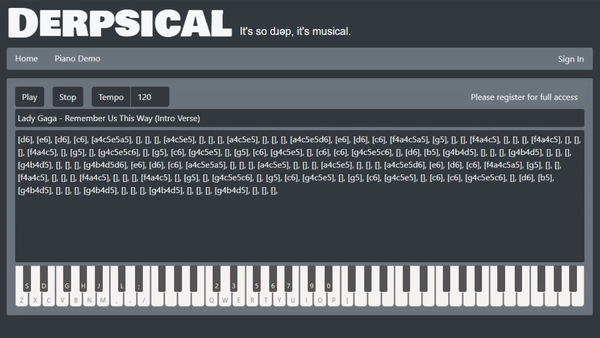 DERPSICAL It's so dɹǝp, it's musical.
Home Piano Demo Sign In
Play Stop Tempo 120 Please register for full access
Lady Gaga - Remember Us This Way (Intro Verse)
[d6], [e6], [d6], [c6], [a4c5e5a5], [], [], [], [a4c5e5], [], [], [], [a4c5e5], [], [], [], [a4c5e5d6], [e6], [d6], [c6], [f4a4c5a5], [g5], [], [], [f4a4c5], [], [], [], [f4a4c5], [], [],
[], [f4a4c5], [], [g5], [], [g4c5e5c6], [], [g5], [c6], [g4c5e5], [], [g5], [c6], [g4c5e5], [], [c6], [c6], [g4c5e5c6], [], [d6], [b5], [g4b4d5], [], [], [], [g4b4d5], [], [], [],
[g4b4d5], [], [], [], [g4b4d5d6], [e6], [d6], [c6], [a4c5e5a5], [], [], [], [a4c5e5], [], [], [], [a4c5e5], [], [], [], [a4c5e5d6], [e6], [d6], [c6], [f4a4c5a5], [g5], [], [],
[f4a4c5], [], [], [], [f4a4c5], [], [], [], [f4a4c5], [], [g5], [], [g4c5e5c6], [], [g5], [c6], [g4c5e5], [], [g5], [c6], [g4c5e5], [], [c6], [c6], [g4c5e5c6], [], [d6], [b5],
[g4b4d5], [], [], [], [g4b4d5], [], [], [], [g4b4d5], [], [], [], [g4b4d5], [], [], [],
S D G H J L ; 2 3 5 6 7 9 0
Z X C V B N M , . / Q W E R T Y U I O P [